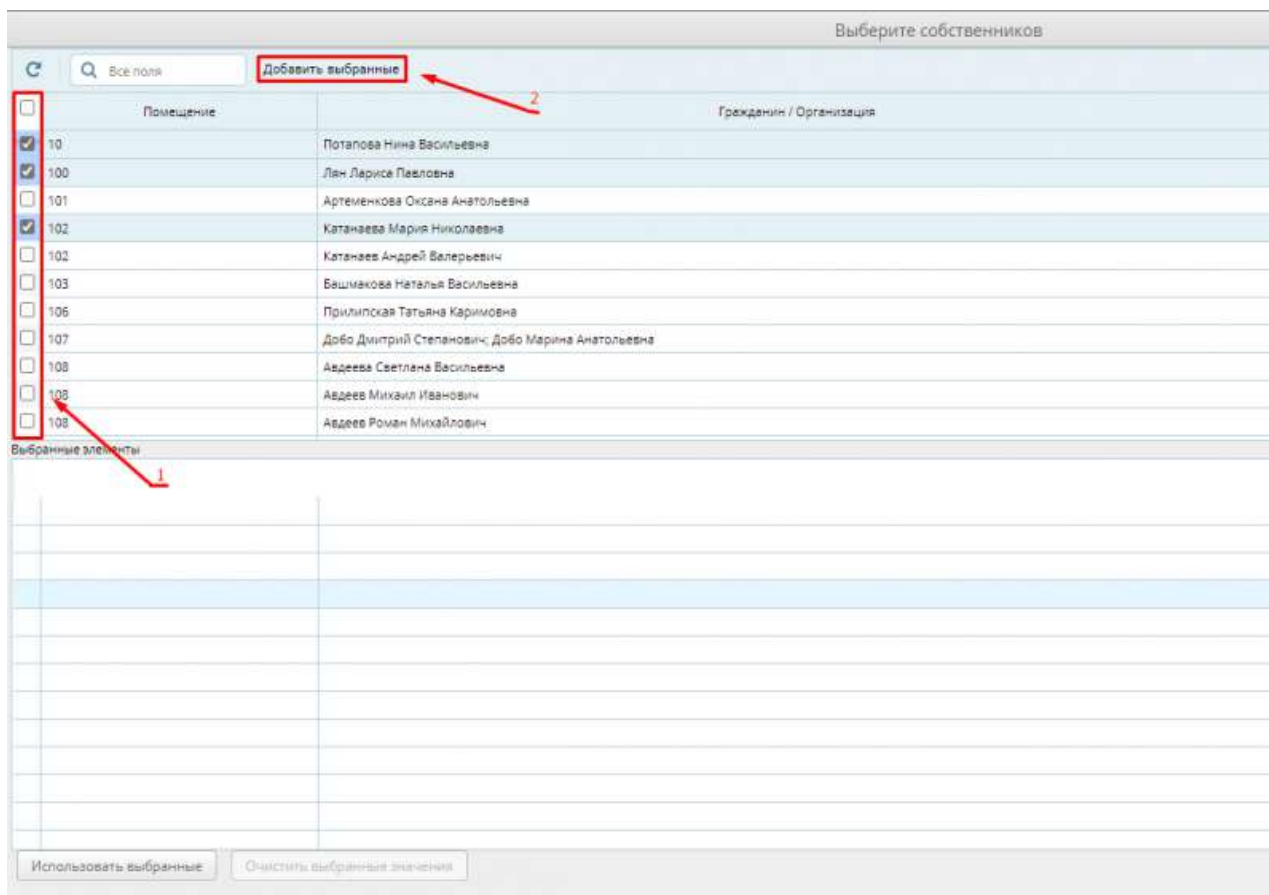 Выберите собственников
Все поля Добавить выбранные
2
Помещение Гражданин / Организация
10 Потапова Нина Васильевна
100 Лян Лариса Павловна
101 Артеменкова Оксана Анатольевна
102 Катанаева Мария Николаевна
102 Катанаев Андрей Валерьевич
103 Башмакова Наталья Васильевна
106 Прилипская Татьяна Каримовна
107 Добо Дмитрий Степанович; Добо Марина Анатольевна
108 Авдеева Светлана Васильевна
108 Авдеев Михаил Иванович
108 Авдеев Роман Михайлович
Выбранные элементы
1
Использовать выбранные Очистить выбранные значения